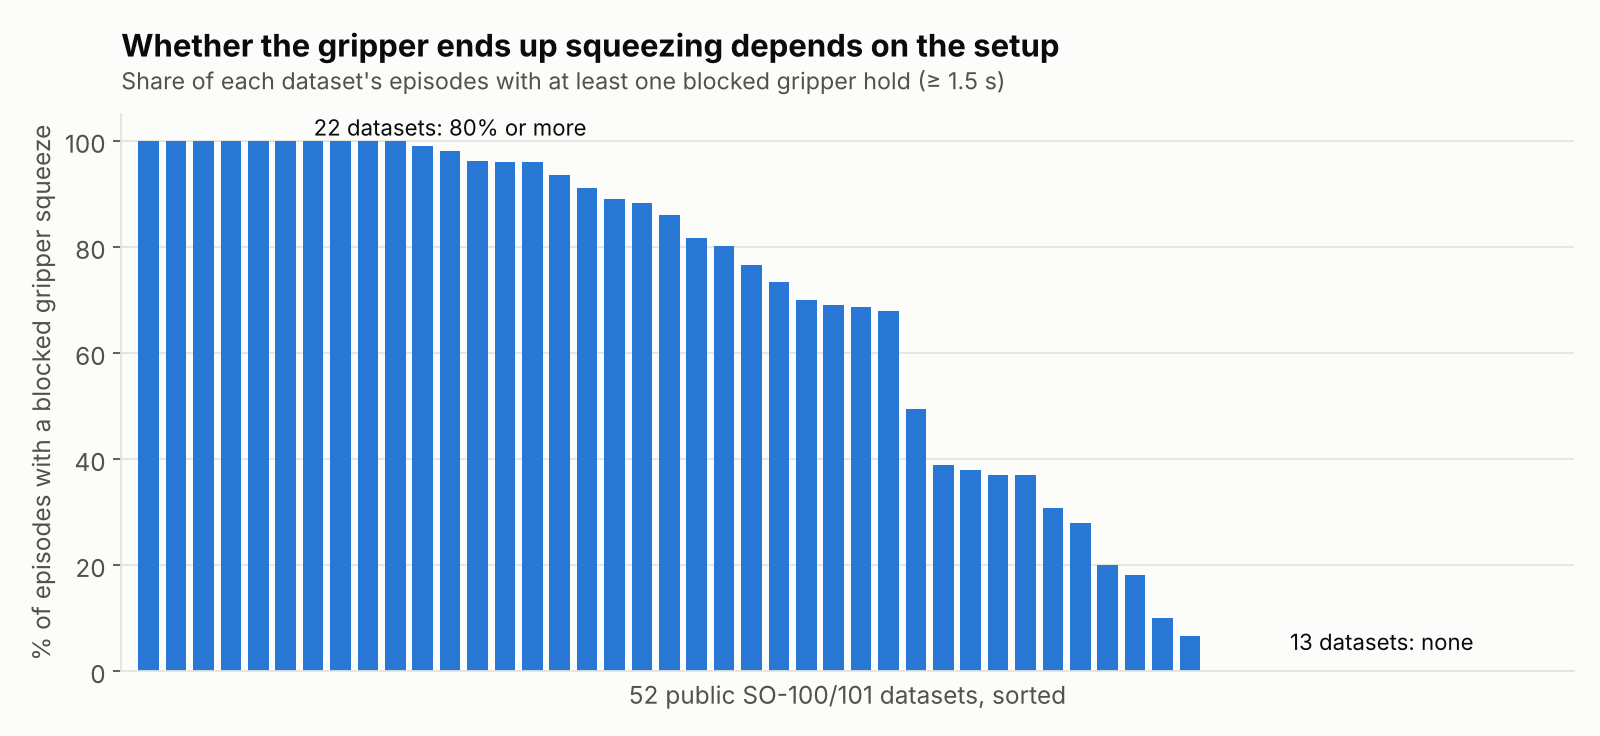 Whether the gripper ends up squeezing depends on the setup
Share of each dataset's episodes with at least one blocked gripper hold (≥ 1.5 s)
% of episodes with a blocked gripper squeeze
22 datasets: 80% or more
100
80
60
40
20
0
13 datasets: none
52 public SO-100/101 datasets, sorted